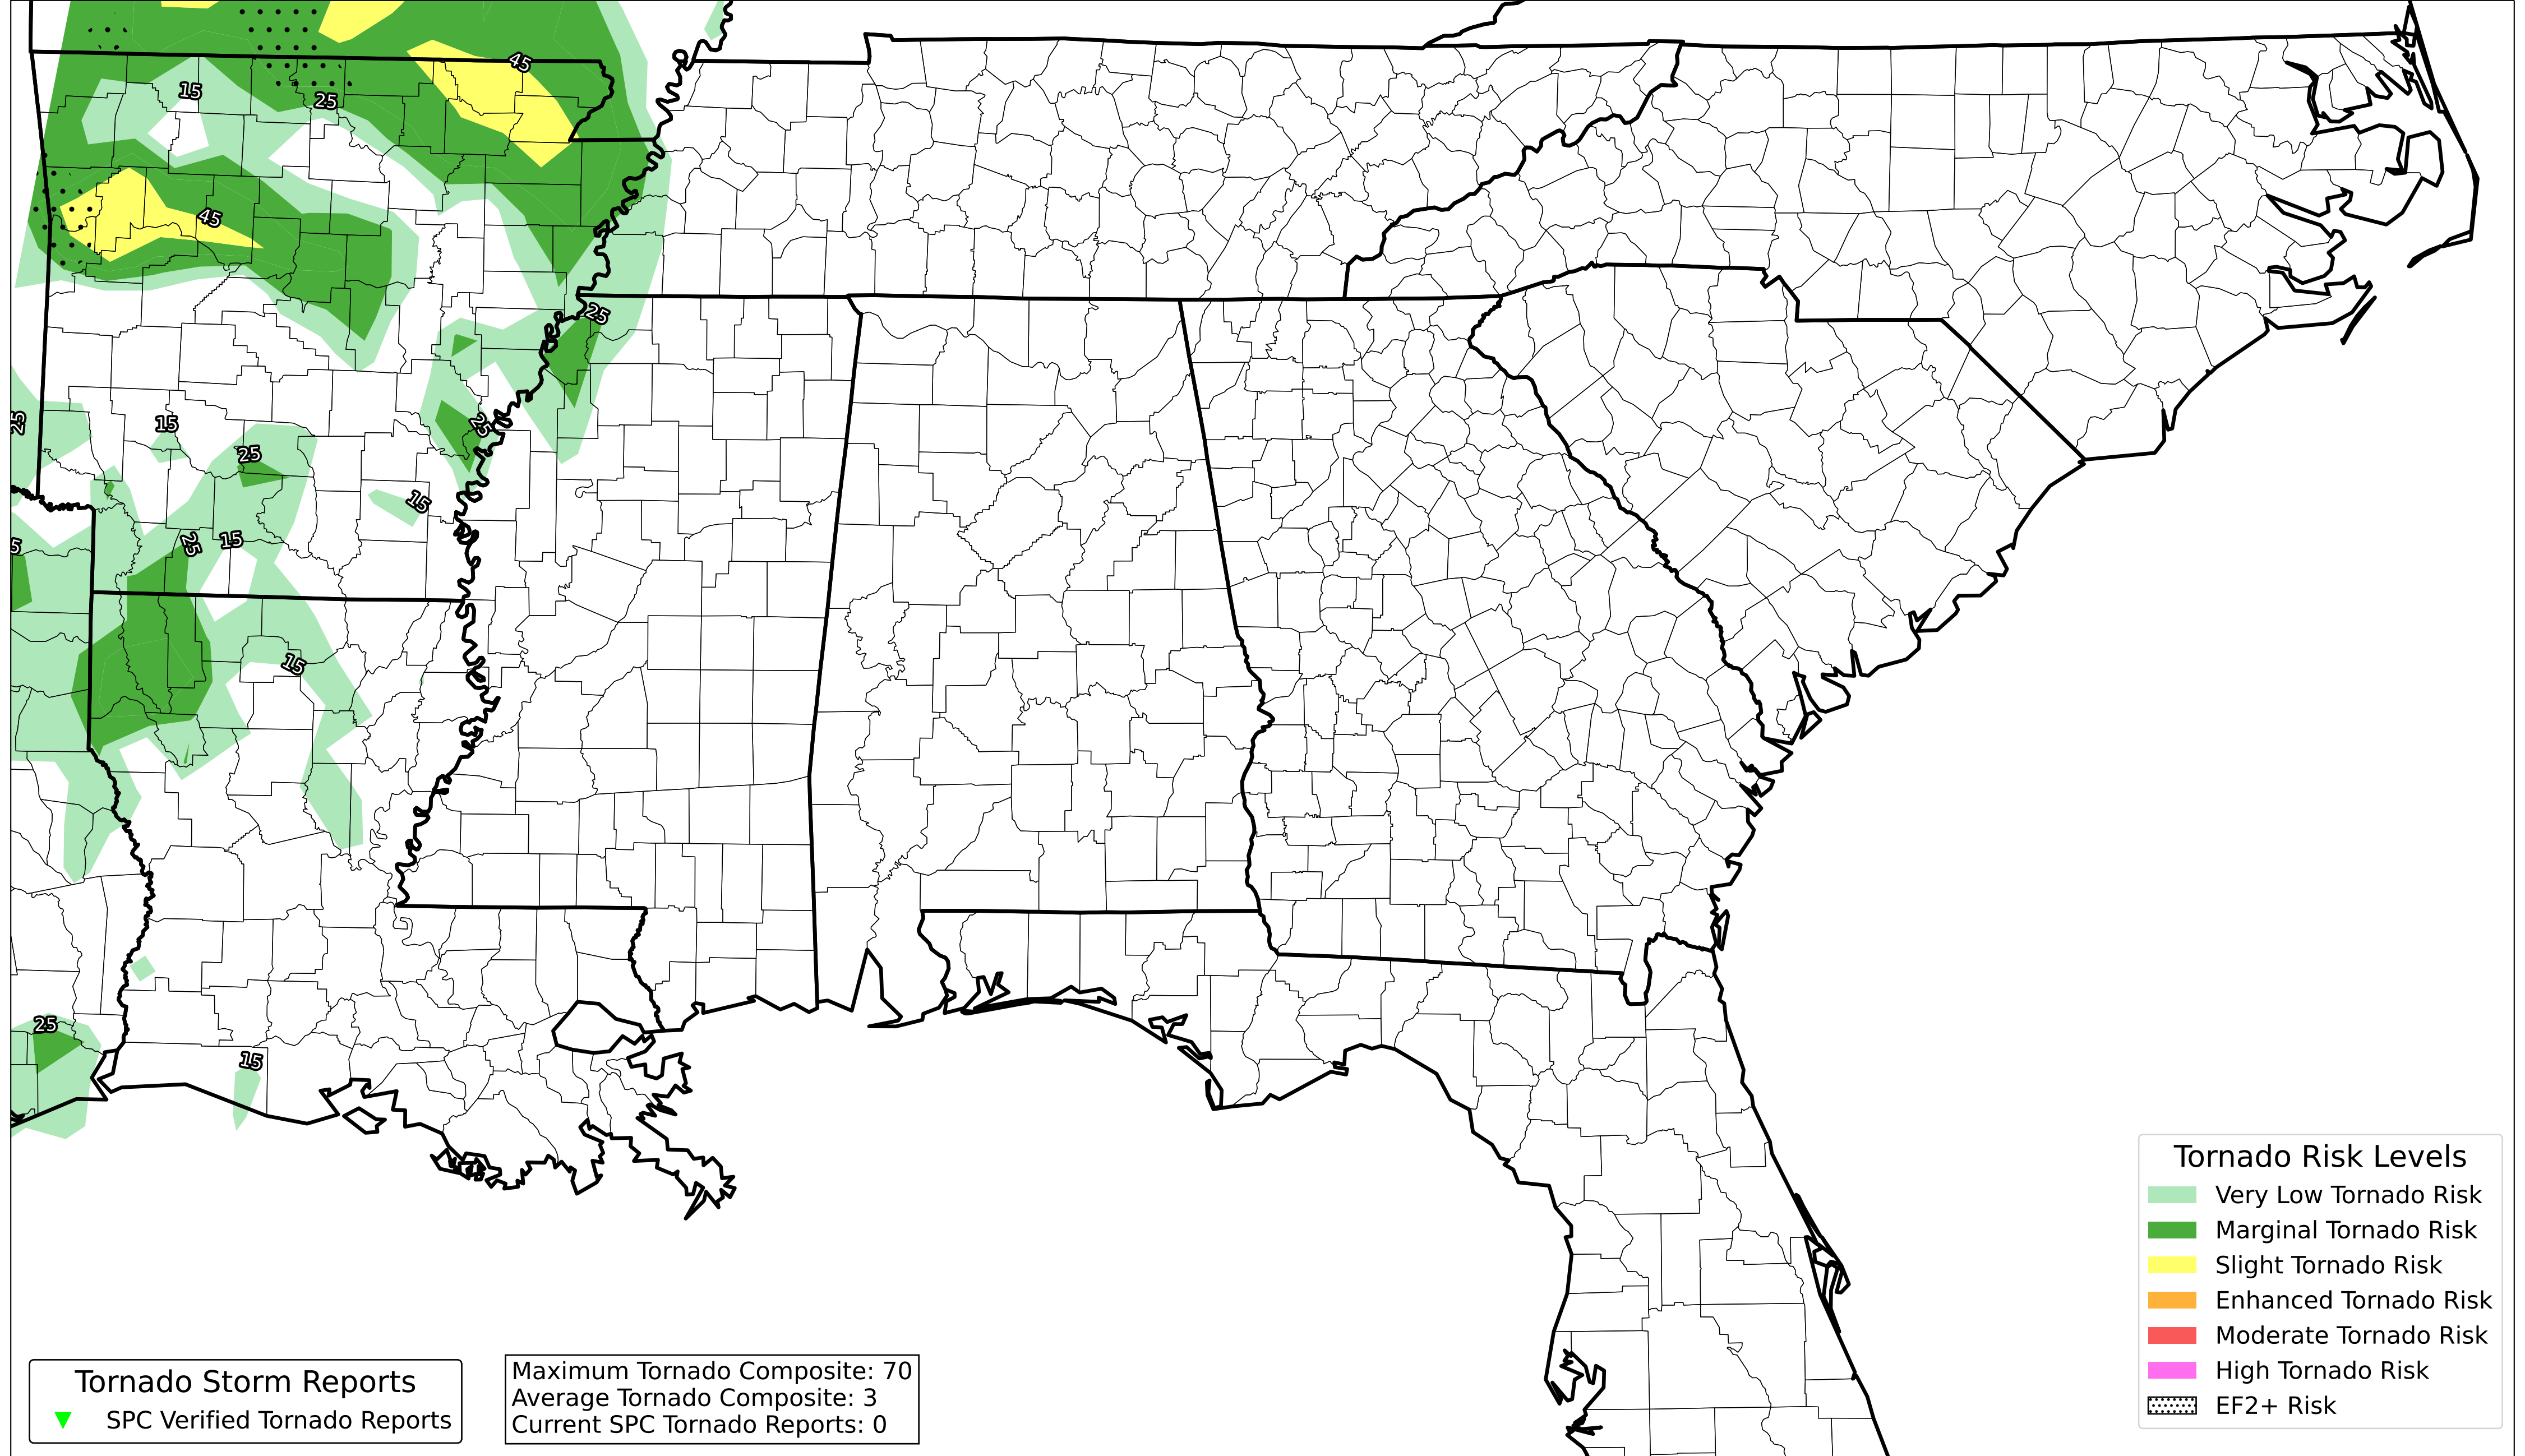 45
15
25
45
25
25
15
25
25
15
25
15
5
15
25
15
Tornado Risk Levels
Very Low Tornado Risk
Marginal Tornado Risk
Slight Tornado Risk
Enhanced Tornado Risk
Moderate Tornado Risk
High Tornado Risk
EF2+ Risk
Tornado Storm Reports
SPC Verified Tornado Reports
Maximum Tornado Composite: 70
Average Tornado Composite: 3
Current SPC Tornado Reports: 0